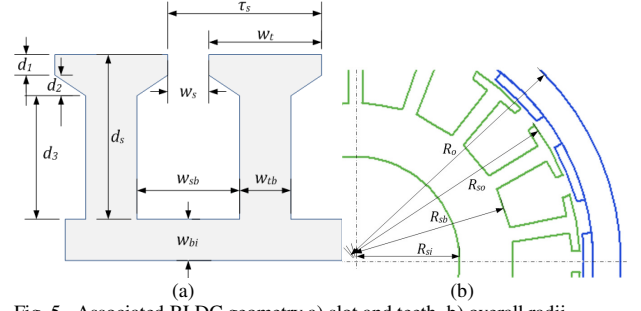 τs
wt
d1
d2
ws
d3
ds
wsb
wtb
wbi
Ro
Rso
Rsb
Rsi
(a)
(b)
Fig. 5. Associated BLDC geometry a) slot and teeth, b) overall radii